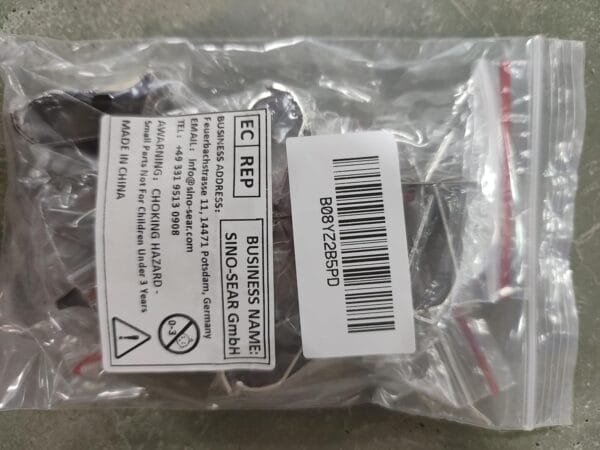 EC REP
BUSINESS NAME:
SINO-SEAR GmbH
BUSINESS ADDRESS:
Feuerbachstrasse 11, 14471 Potsdam, Germany
EMAIL: info@sino-sear.com
TEL: +49 331 9513 0908
AWARNING: CHOKING HAZARD -
Small Parts Not For Children Under 3 Years
MADE IN CHINA
0-3
B08YZ2B5PD